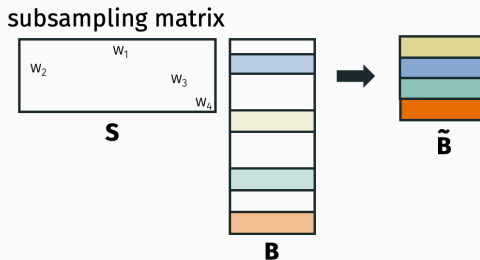 subsampling matrix
w₁
w₂
w₃
w₄
S
B
B̃